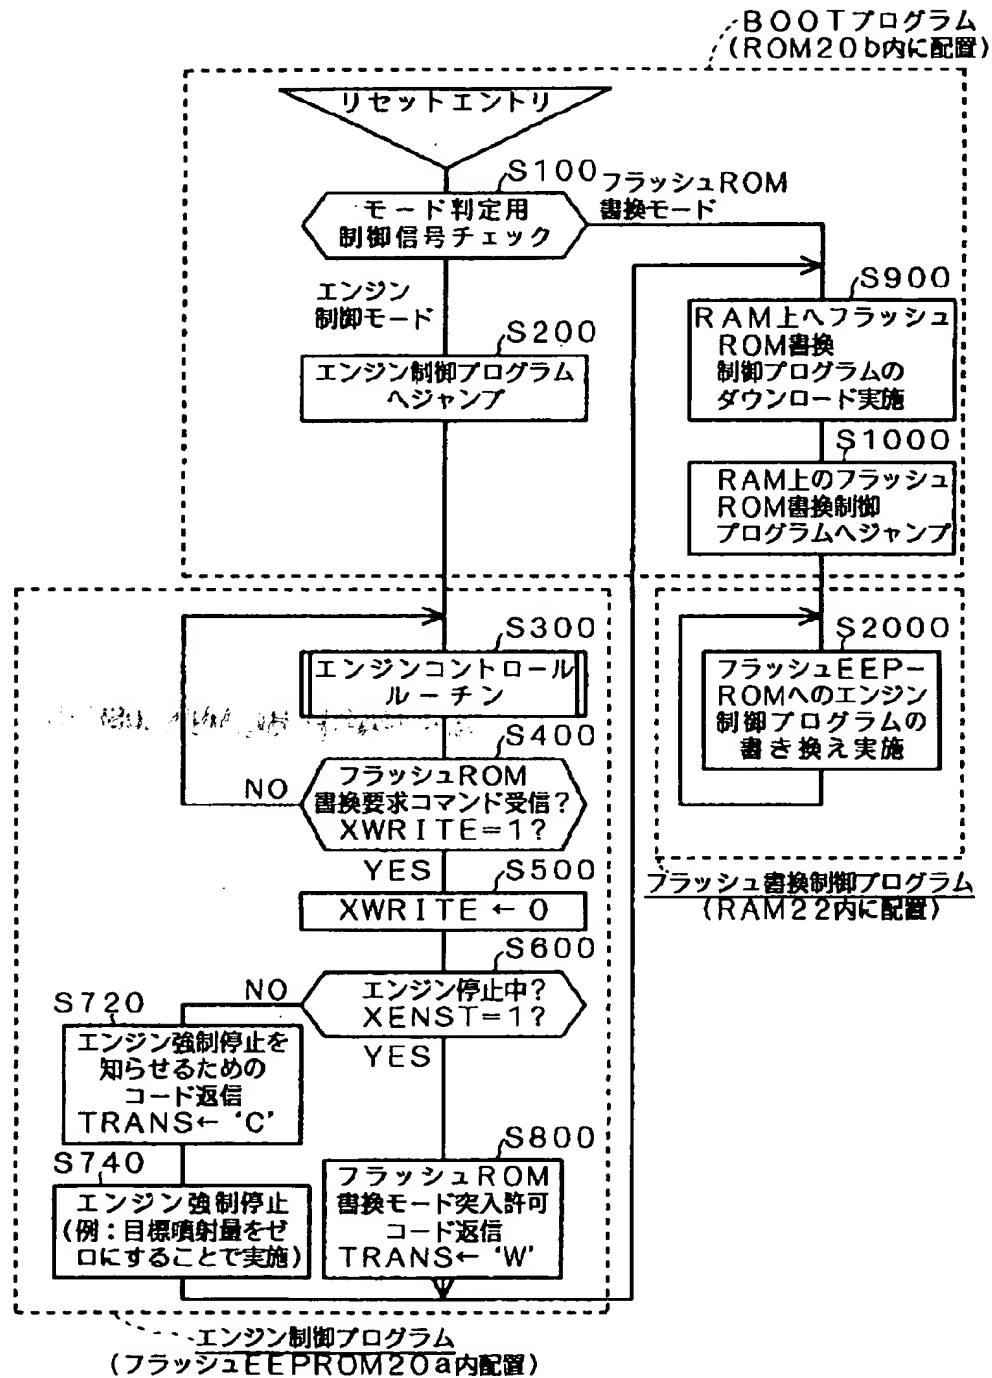 BOOTプログラム
(ROM20b内に配置)
リセットエントリ
S100
モード判定用
制御信号チェック
フラッシュROM
書換モード
エンジン
制御モード
S200
エンジン制御プログラム
へジャンプ
S900
RAM上へフラッシュ
ROM書換
制御プログラムの
ダウンロード実施
S1000
RAM上のフラッシュ
ROM書換制御
プログラムへジャンプ
S300
エンジンコントロール
ルーチン
S400
フラッシュROM
書換要求コマンド受信?
XWRITE=1?
NO
YES
S500
XWRITE ← 0
S600
エンジン停止中?
XENST=1?
NO
YES
S720
エンジン強制停止を
知らせるための
コード返信
TRANS← 'C'
S740
エンジン強制停止
(例:目標噴射量をゼ
ロにすることで実施)
S800
フラッシュROM
書換モード突入許可
コード返信
TRANS← 'W'
エンジン制御プログラム
(フラッシュEEPROM20a内配置)
S2000
フラッシュEEP-
ROMへのエンジン
制御プログラムの
書き換え実施
フラッシュ書換制御プログラム
(RAM22内に配置)